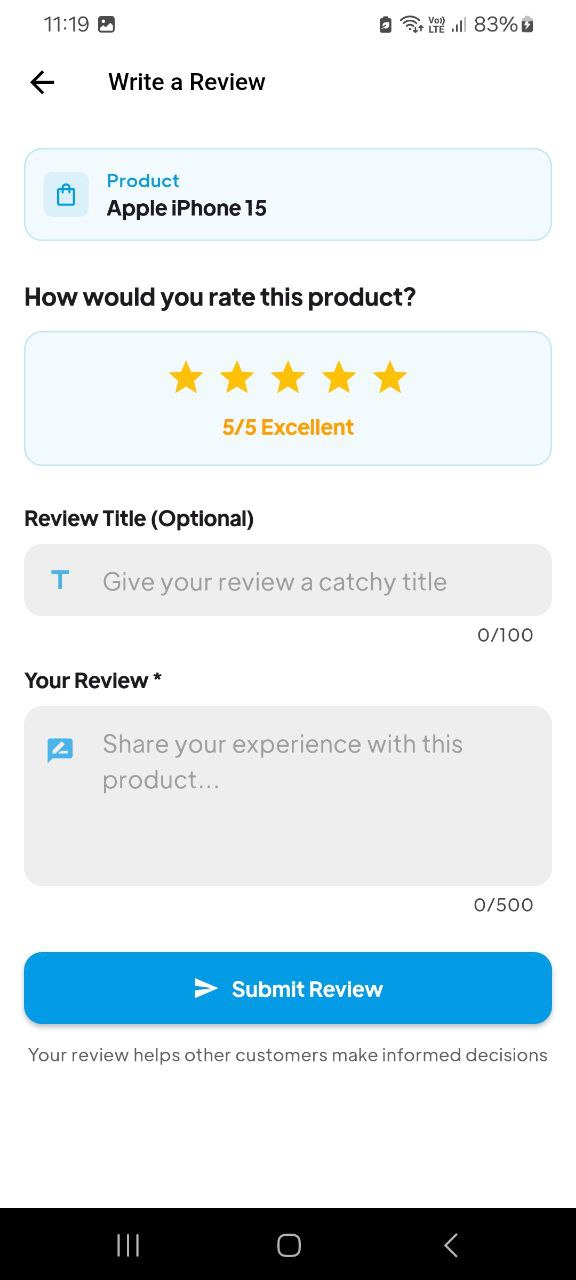 11:19 Vo)) LTE 83%
Write a Review
Product
Apple iPhone 15
How would you rate this product?
5/5 Excellent
Review Title (Optional)
T Give your review a catchy title
0/100
Your Review *
Share your experience with this
product...
0/500
Submit Review
Your review helps other customers make informed decisions